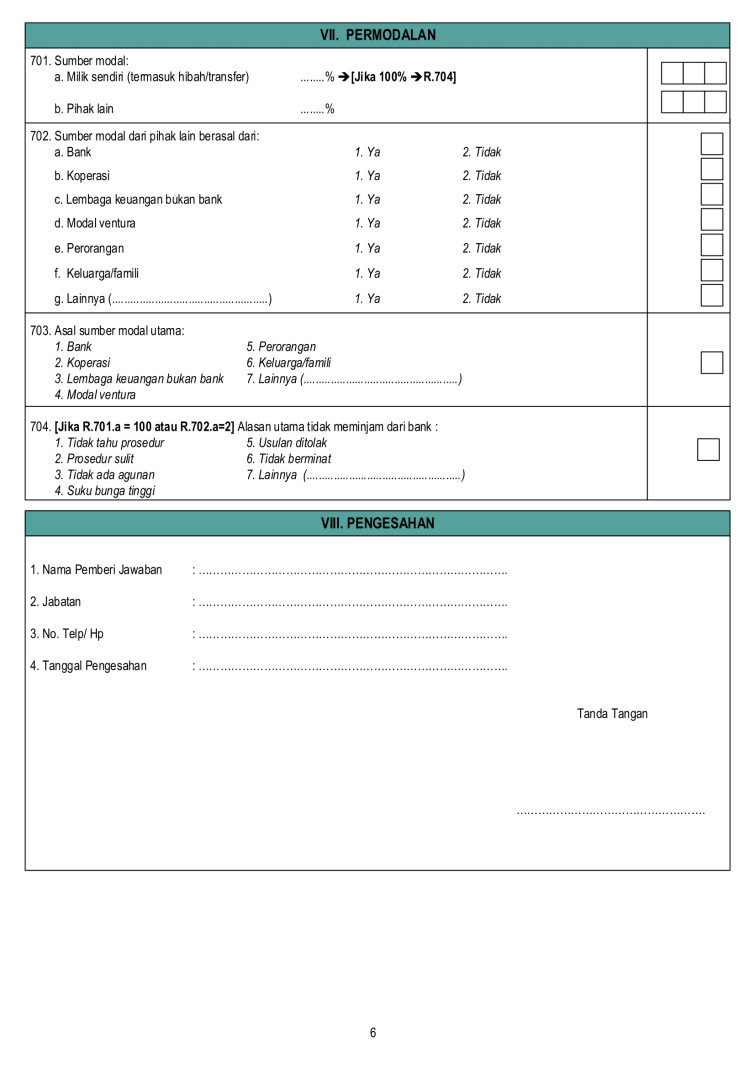 VII. PERMODALAN
701. Sumber modal:
a. Milik sendiri (termasuk hibah/transfer) ........% ➔[Jika 100% ➔R.704]
b. Pihak lain ........%
702. Sumber modal dari pihak lain berasal dari:
a. Bank 1. Ya 2. Tidak
b. Koperasi 1. Ya 2. Tidak
c. Lembaga keuangan bukan bank 1. Ya 2. Tidak
d. Modal ventura 1. Ya 2. Tidak
e. Perorangan 1. Ya 2. Tidak
f. Keluarga/famili 1. Ya 2. Tidak
g. Lainnya (...................................................) 1. Ya 2. Tidak
703. Asal sumber modal utama:
1. Bank 5. Perorangan
2. Koperasi 6. Keluarga/famili
3. Lembaga keuangan bukan bank 7. Lainnya (...................................................)
4. Modal ventura
704. [Jika R.701.a = 100 atau R.702.a=2] Alasan utama tidak meminjam dari bank :
1. Tidak tahu prosedur 5. Usulan ditolak
2. Prosedur sulit 6. Tidak berminat
3. Tidak ada agunan 7. Lainnya (...................................................)
4. Suku bunga tinggi
VIII. PENGESAHAN
1. Nama Pemberi Jawaban : ……………………………………………………………………………
2. Jabatan : ……………………………………………………………………………
3. No. Telp/ Hp : ……………………………………………………………………………
4. Tanggal Pengesahan : ……………………………………………………………………………
Tanda Tangan
…………………………………………….
6